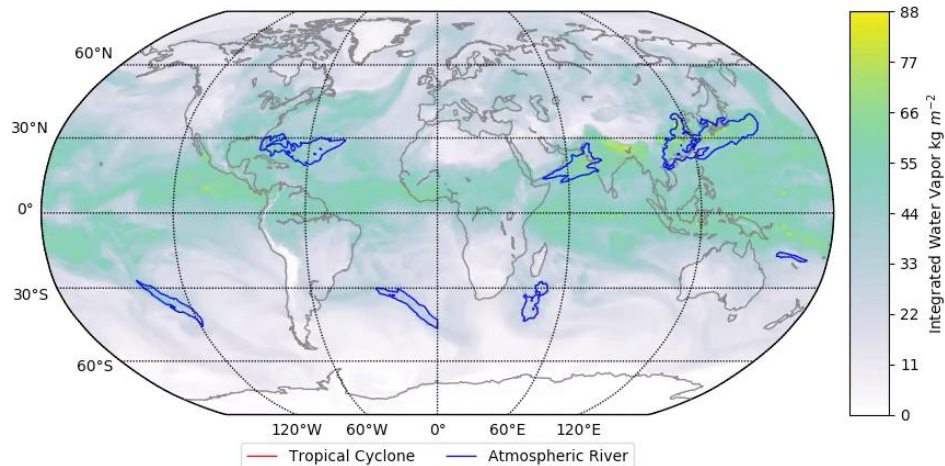 60°N
30°N
0°
30°S
60°S
120°W 60°W 0° 60°E 120°E
88
77
66
55
44
33
22
11
0
Integrated Water Vapor kg m⁻²
Tropical Cyclone Atmospheric River